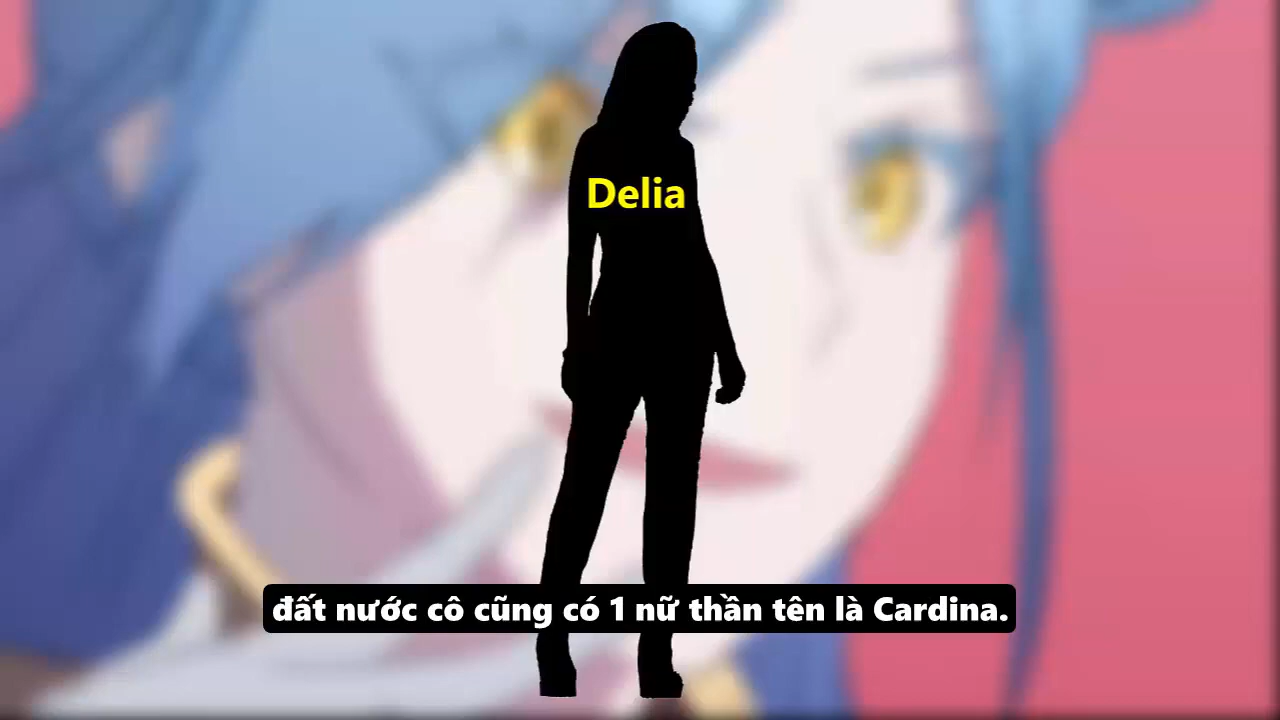 Delia
đất nước cô cũng có 1 nữ thần tên là Cardina.